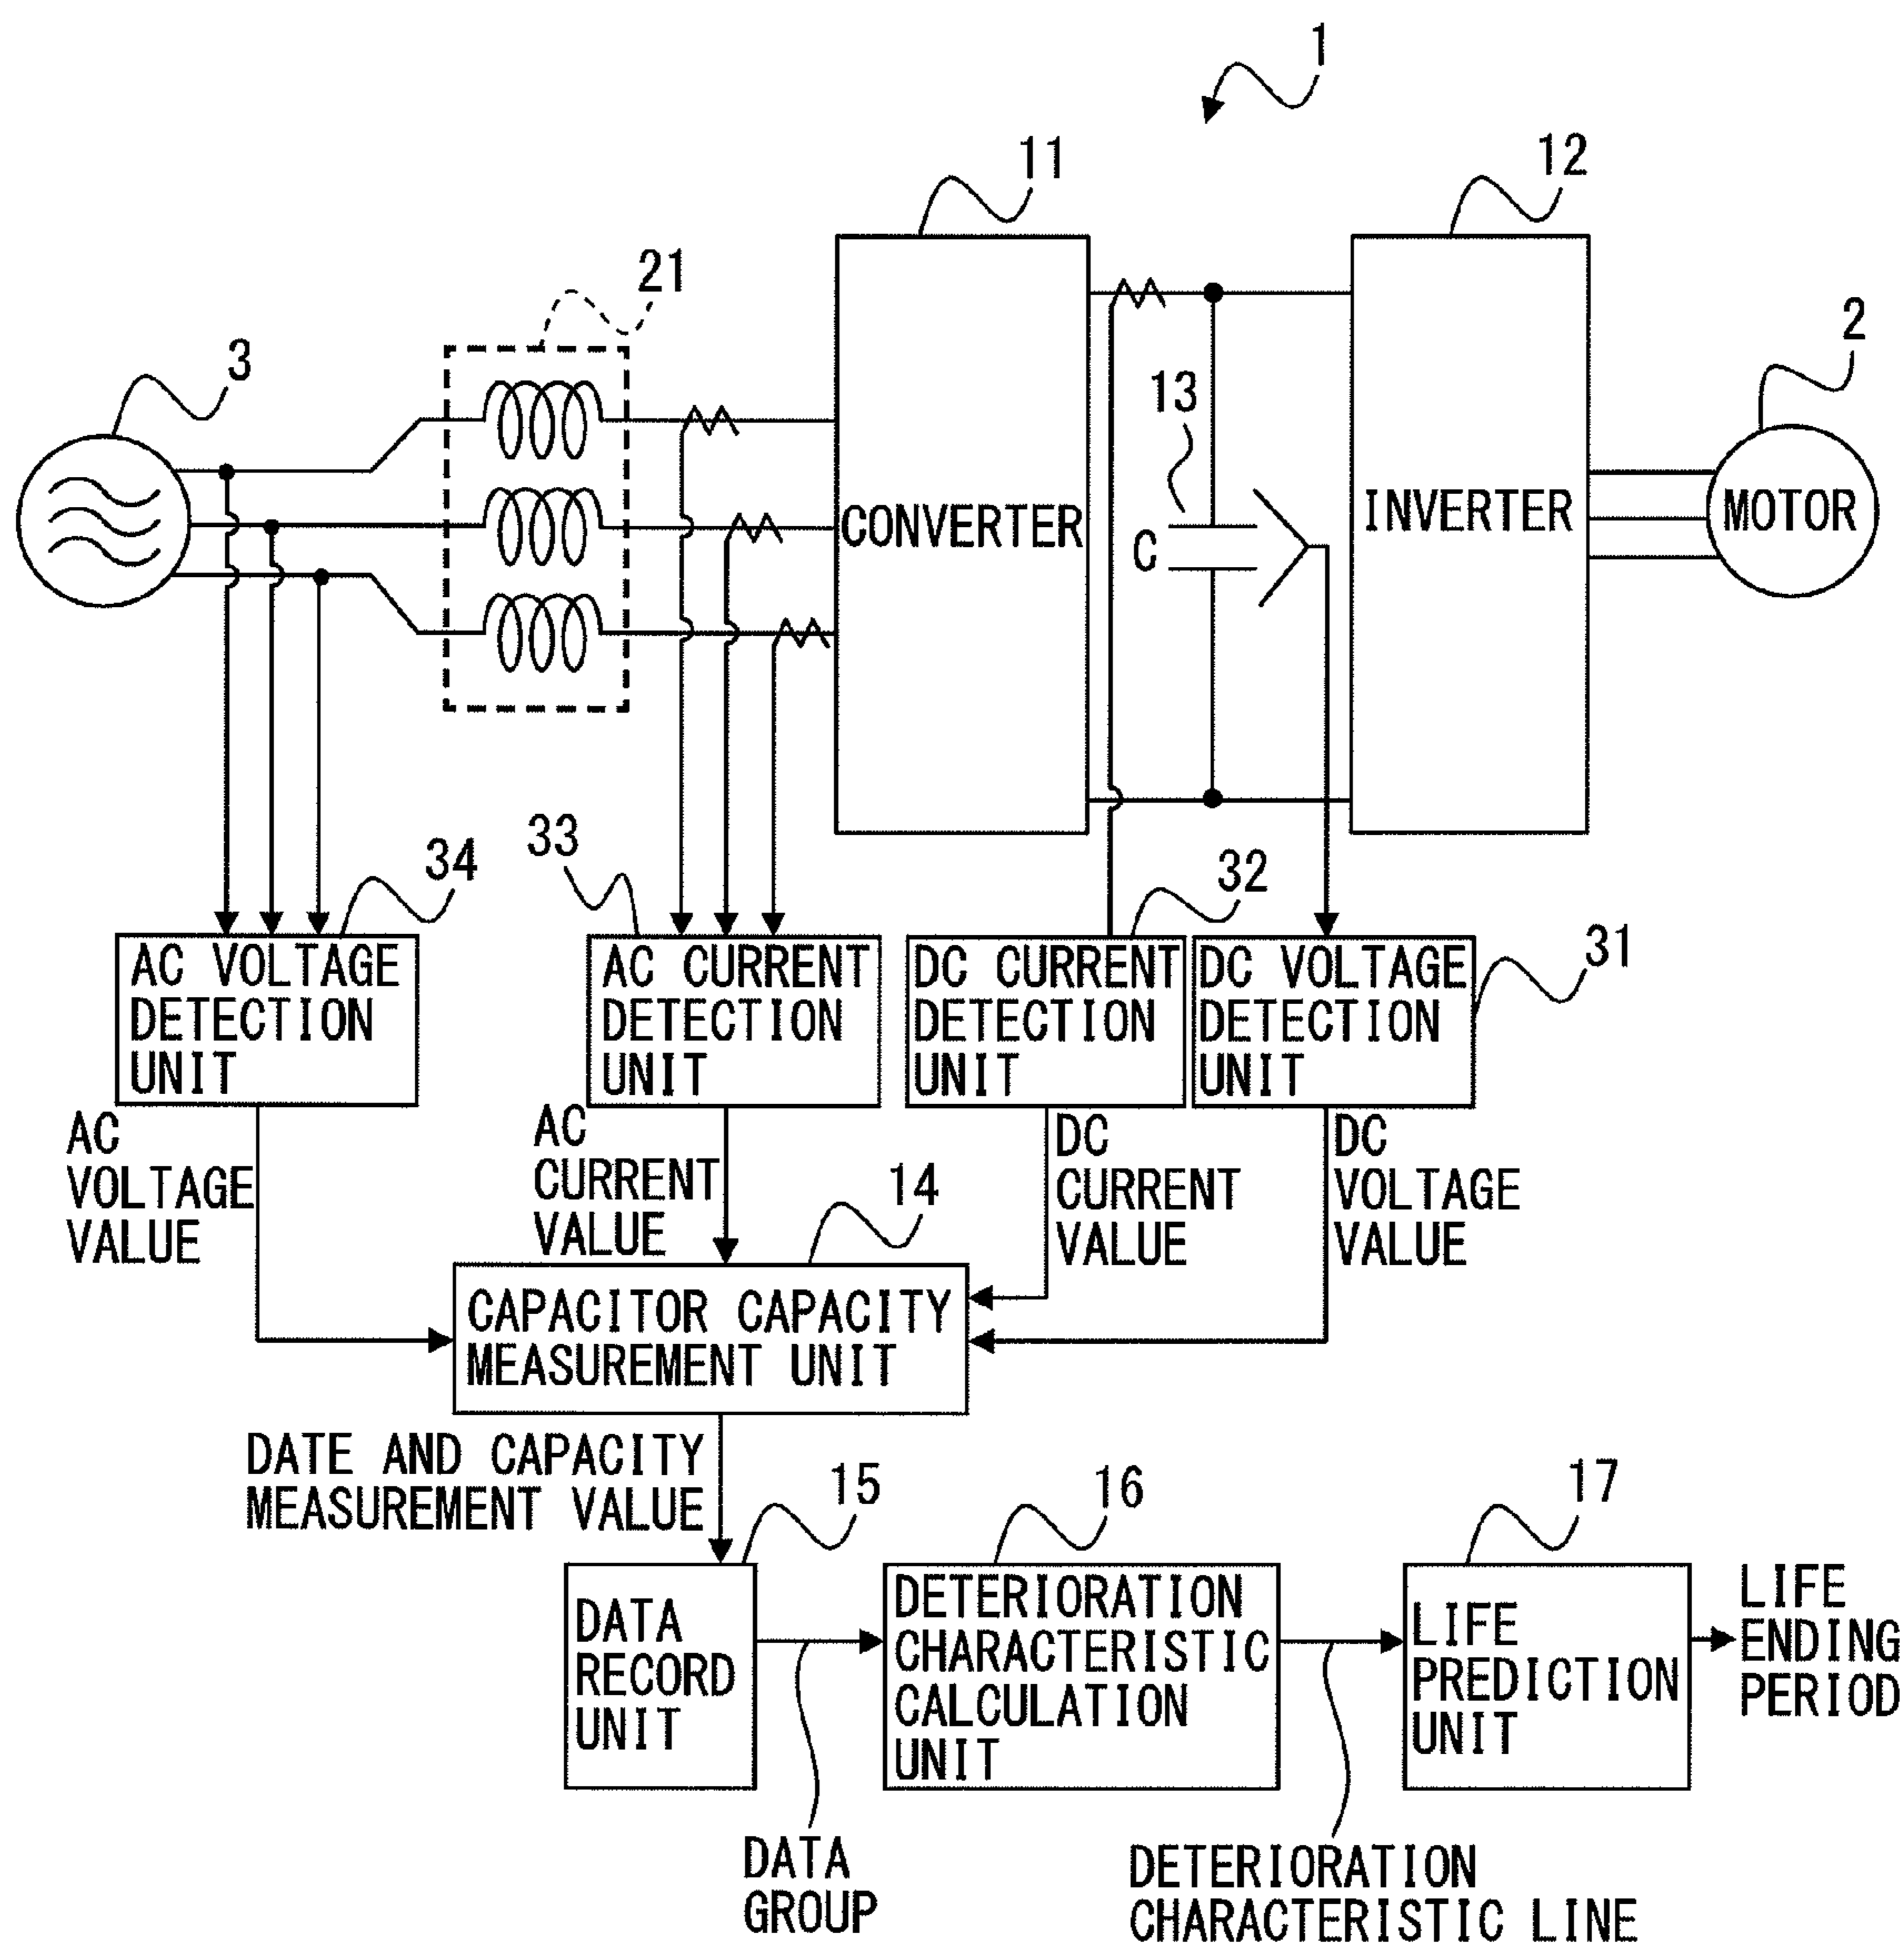 1
11
12
21
3
13
2
CONVERTER
INVERTER
MOTOR
C
34
33
32
31
AC VOLTAGE
DETECTION
UNIT
AC CURRENT
DETECTION
UNIT
DC CURRENT
DETECTION
UNIT
DC VOLTAGE
DETECTION
UNIT
AC
VOLTAGE
VALUE
AC
CURRENT
VALUE
DC
CURRENT
VALUE
DC
VOLTAGE
VALUE
14
CAPACITOR CAPACITY
MEASUREMENT UNIT
DATE AND CAPACITY
MEASUREMENT VALUE
15
16
17
DATA
RECORD
UNIT
DETERIORATION
CHARACTERISTIC
CALCULATION
UNIT
LIFE
PREDICTION
UNIT
LIFE
ENDING
PERIOD
DATA
GROUP
DETERIORATION
CHARACTERISTIC LINE